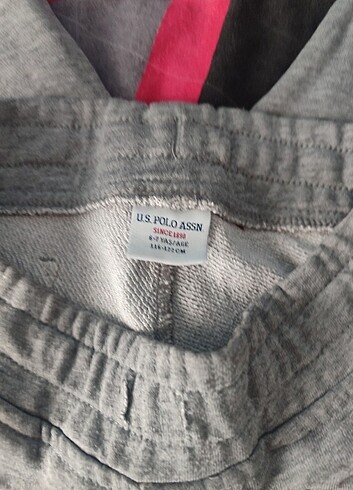 U.S. POLO ASSN
SINCE 1890
6-7 YAŞ/AGE
116-122 CM